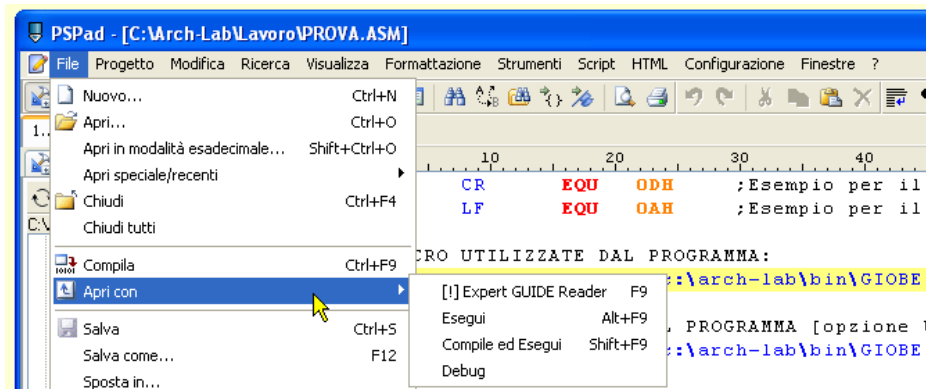 PSPad - [C:\Arch-Lab\Lavoro\PROVA.ASM]
File Progetto Modifica Ricerca Visualizza Formattazione Strumenti Script HTML Configurazione Finestre ?
Nuovo... Ctrl+N
1..
Apri... Ctrl+O
Apri in modalità esadecimale... Shift+Ctrl+O
10 20 30 40
Apri speciale/recenti
CR EQU 0DH ;Esempio per il
Chiudi Ctrl+F4
LF EQU 0AH ;Esempio per il
C:\
Chiudi tutti
CRO UTILIZZATE DAL PROGRAMMA:
Compila Ctrl+F9
c:\arch-lab\bin\GIOBE
Apri con
[!] Expert GUIDE Reader F9
Esegui Alt+F9
Salva Ctrl+S
PROGRAMMA [opzione
Compile ed Esegui Shift+F9
c:\arch-lab\bin\GIOBE
Salva come... F12
Debug
Sposta in...